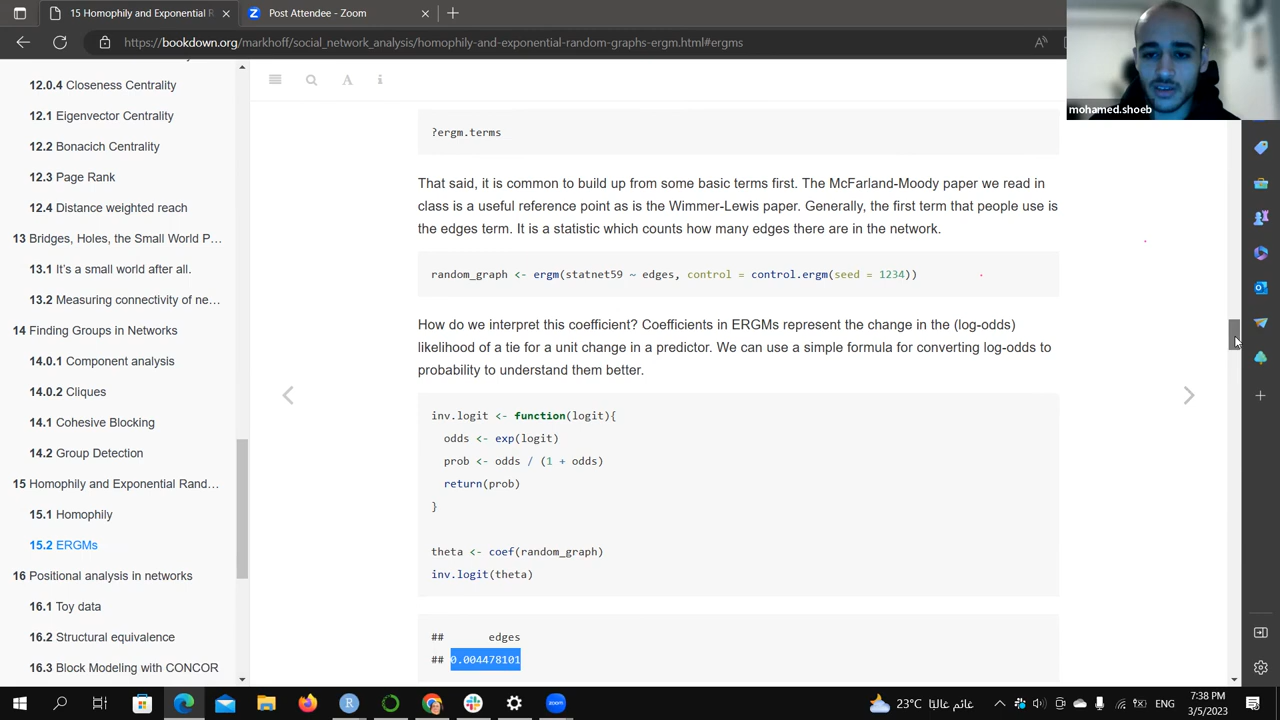 15 Homophily and Exponential R
Post Attendee - Zoom
https://bookdown.org/markhoff/social_network_analysis/homophily-and-exponential-random-graphs-ergm.html#ergms
mohamed.shoeb
12.0.4 Closeness Centrality
12.1 Eigenvector Centrality
12.2 Bonacich Centrality
12.3 Page Rank
12.4 Distance weighted reach
13 Bridges, Holes, the Small World P…
13.1 It's a small world after all.
13.2 Measuring connectivity of ne…
14 Finding Groups in Networks
14.0.1 Component analysis
14.0.2 Cliques
14.1 Cohesive Blocking
14.2 Group Detection
15 Homophily and Exponential Rand…
15.1 Homophily
15.2 ERGMs
16 Positional analysis in networks
16.1 Toy data
16.2 Structural equivalence
16.3 Block Modeling with CONCOR
?ergm.terms
That said, it is common to build up from some basic terms first. The McFarland-Moody paper we read in
class is a useful reference point as is the Wimmer-Lewis paper. Generally, the first term that people use is
the edges term. It is a statistic which counts how many edges there are in the network.
random_graph <- ergm(statnet59 ~ edges, control = control.ergm(seed = 1234))
How do we interpret this coefficient? Coefficients in ERGMs represent the change in the (log-odds)
likelihood of a tie for a unit change in a predictor. We can use a simple formula for converting log-odds to
probability to understand them better.
inv.logit <- function(logit){
odds <- exp(logit)
prob <- odds / (1 + odds)
return(prob)
}
theta <- coef(random_graph)
inv.logit(theta)
## edges
## 0.004478101
23°C غائم غالبًا
ENG
7:38 PM
3/5/2023